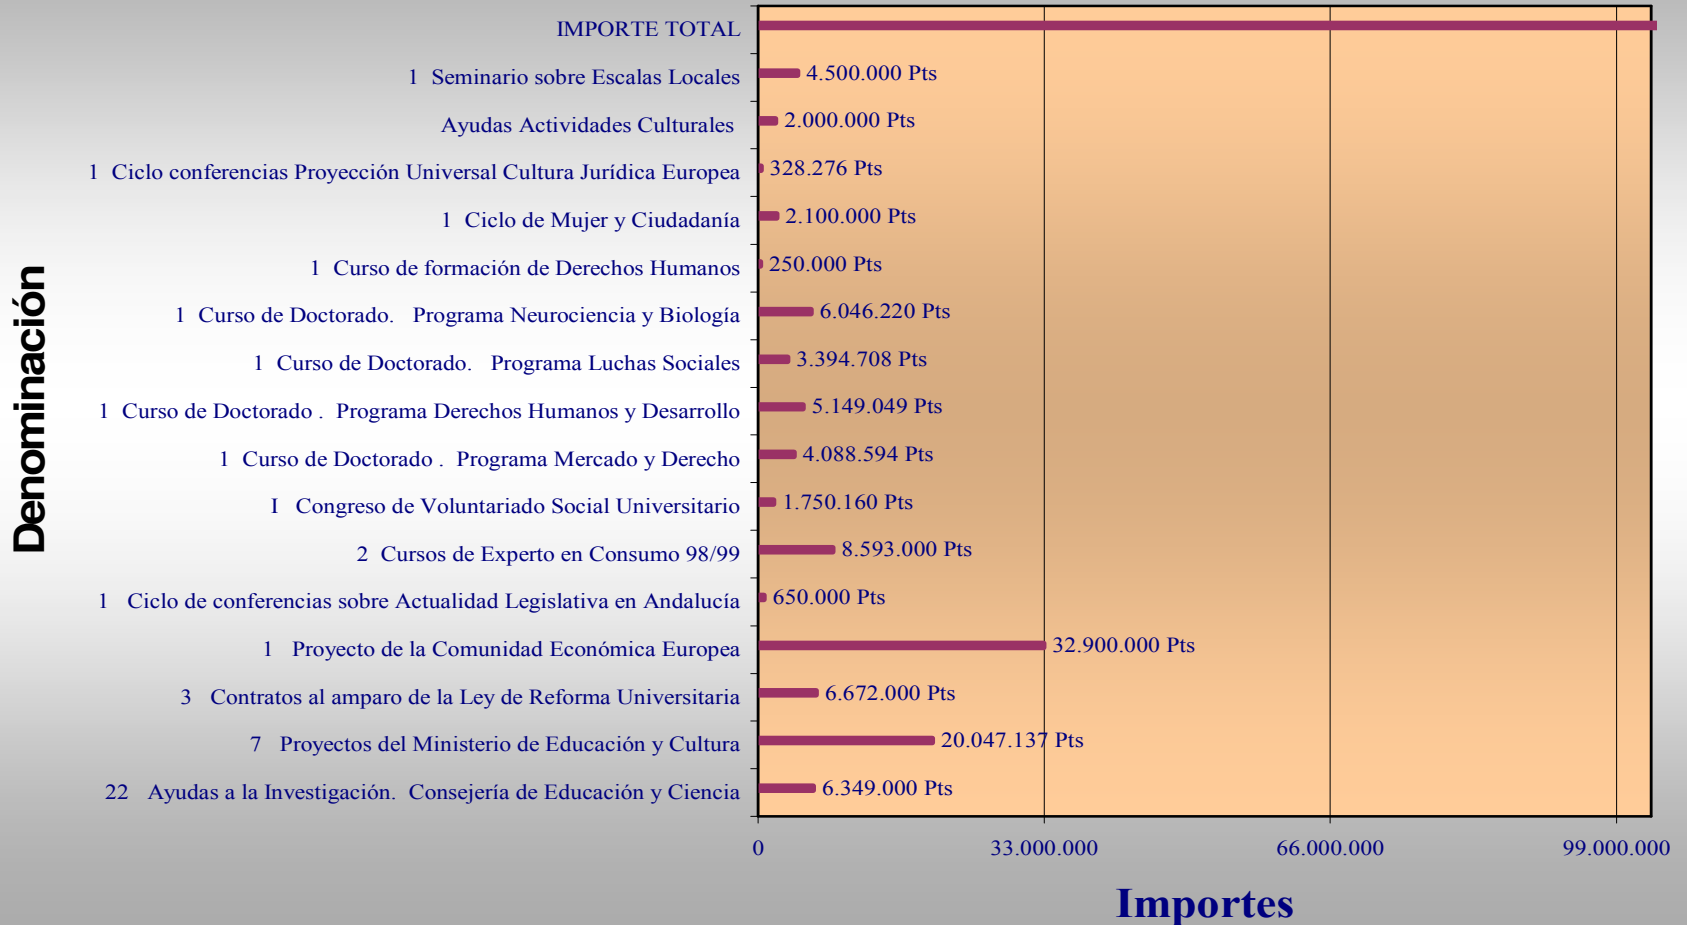 IMPORTE TOTAL
1 Seminario sobre Escalas Locales 4.500.000 Pts
Ayudas Actividades Culturales 2.000.000 Pts
1 Ciclo conferencias Proyección Universal Cultura Jurídica Europea 328.276 Pts
1 Ciclo de Mujer y Ciudadanía 2.100.000 Pts
1 Curso de formación de Derechos Humanos 250.000 Pts
1 Curso de Doctorado. Programa Neurociencia y Biología 6.046.220 Pts
1 Curso de Doctorado. Programa Luchas Sociales 3.394.708 Pts
1 Curso de Doctorado . Programa Derechos Humanos y Desarrollo 5.149.049 Pts
1 Curso de Doctorado . Programa Mercado y Derecho 4.088.594 Pts
I Congreso de Voluntariado Social Universitario 1.750.160 Pts
2 Cursos de Experto en Consumo 98/99 8.593.000 Pts
1 Ciclo de conferencias sobre Actualidad Legislativa en Andalucía 650.000 Pts
1 Proyecto de la Comunidad Económica Europea 32.900.000 Pts
3 Contratos al amparo de la Ley de Reforma Universitaria 6.672.000 Pts
7 Proyectos del Ministerio de Educación y Cultura 20.047.137 Pts
22 Ayudas a la Investigación. Consejería de Educación y Ciencia 6.349.000 Pts
Denominación
0 33.000.000 66.000.000 99.000.000
Importes